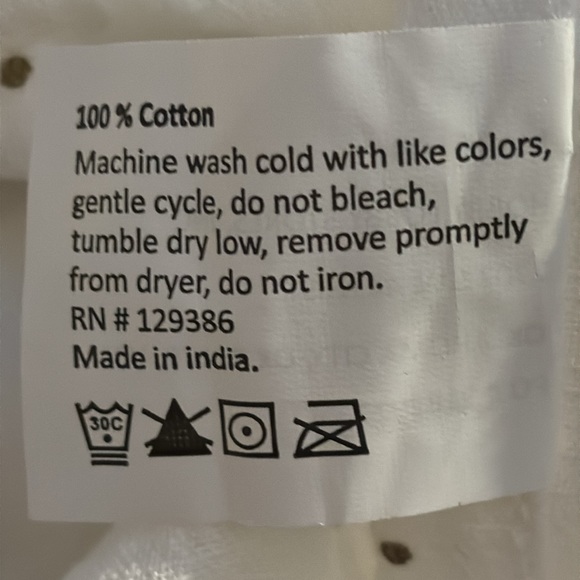 100 % Cotton
Machine wash cold with like colors,
gentle cycle, do not bleach,
tumble dry low, remove promptly
from dryer, do not iron.
RN # 129386
Made in india.
30C